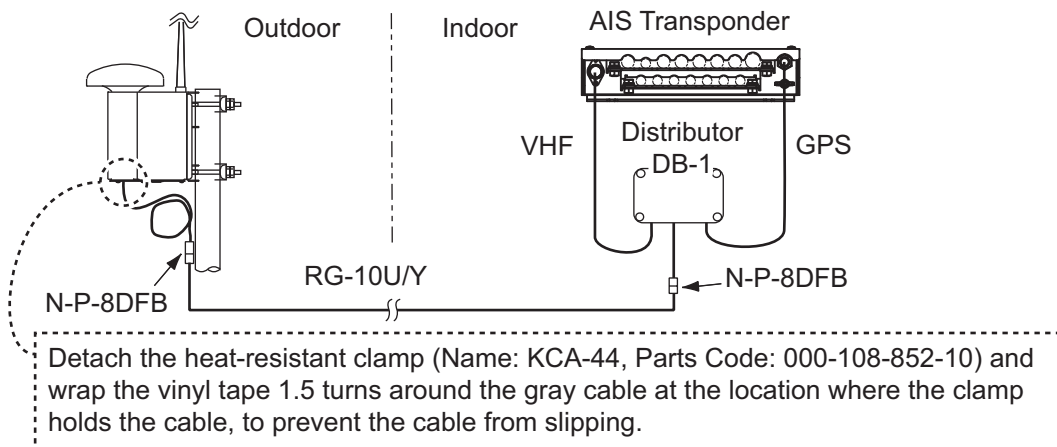 Outdoor
Indoor
AIS Transponder
VHF
Distributor
DB-1
GPS
RG-10U/Y
N-P-8DFB
N-P-8DFB
Detach the heat-resistant clamp (Name: KCA-44, Parts Code: 000-108-852-10) and
wrap the vinyl tape 1.5 turns around the gray cable at the location where the clamp
holds the cable, to prevent the cable from slipping.